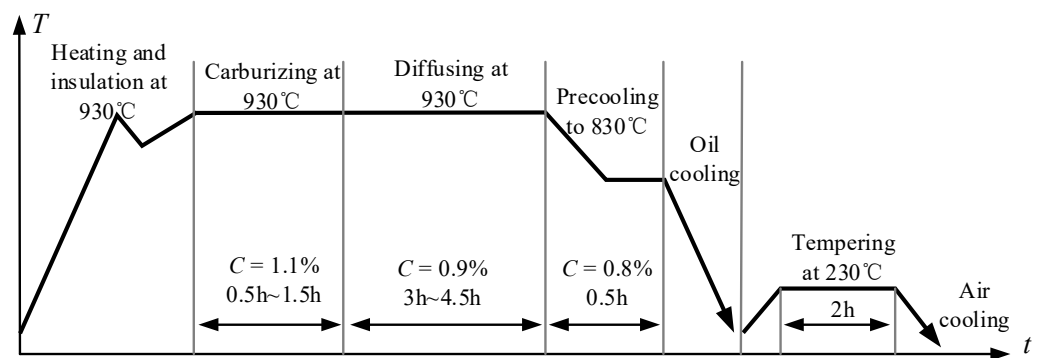 T
Heating and
insulation at
930℃
Carburizing at
930℃
Diffusing at
930℃
Precooling
to 830℃
Oil
cooling
C = 1.1%
0.5h~1.5h
C = 0.9%
3h~4.5h
C = 0.8%
0.5h
Tempering
at 230℃
2h
Air
cooling
t